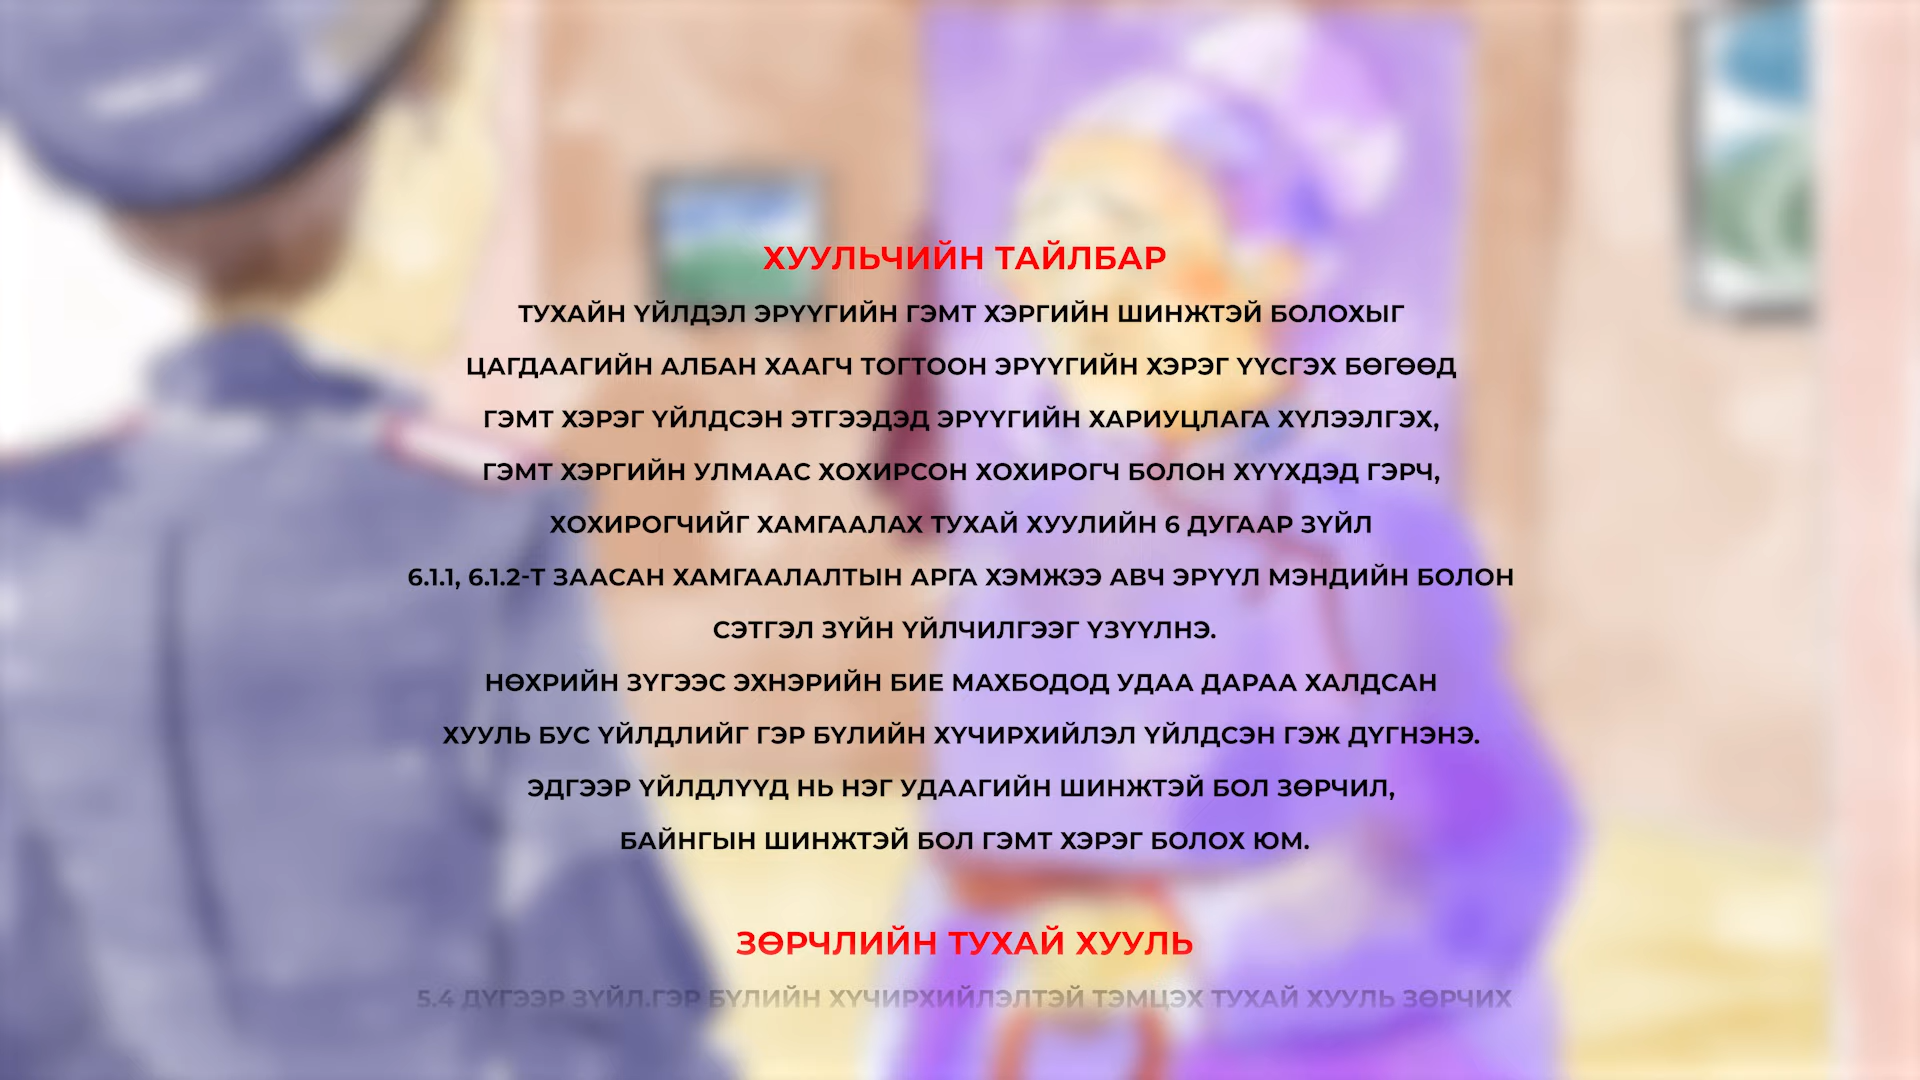 ХУУЛЬЧИЙН ТАЙЛБАР
ТУХАЙН ҮЙЛДЭЛ ЭРҮҮГИЙН ГЭМТ ХЭРГИЙН ШИНЖТЭЙ БОЛОХЫГ
ЦАГДААГИЙН АЛБАН ХААГЧ ТОГТООН ЭРҮҮГИЙН ХЭРЭГ ҮҮСГЭХ БӨГӨӨД
ГЭМТ ХЭРЭГ ҮЙЛДСЭН ЭТГЭЭДЭД ЭРҮҮГИЙН ХАРИУЦЛАГА ХҮЛЭЭЛГЭХ,
ГЭМТ ХЭРГИЙН УЛМААС ХОХИРСОН ХОХИРОГЧ БОЛОН ХҮҮХДЭД ГЭРЧ,
ХОХИРОГЧИЙГ ХАМГААЛАХ ТУХАЙ ХУУЛИЙН 6 ДУГААР ЗҮЙЛ
6.1.1, 6.1.2-Т ЗААСАН ХАМГААЛАЛТЫН АРГА ХЭМЖЭЭ АВЧ ЭРҮҮЛ МЭНДИЙН БОЛОН
СЭТГЭЛ ЗҮЙН ҮЙЛЧИЛГЭЭГ ҮЗҮҮЛНЭ.
НӨХРИЙН ЗҮГЭЭС ЭХНЭРИЙН БИЕ МАХБОДОД УДАА ДАРАА ХАЛДСАН
ХУУЛЬ БУС ҮЙЛДЛИЙГ ГЭР БҮЛИЙН ХҮЧИРХИЙЛЭЛ ҮЙЛДСЭН ГЭЖ ДҮГНЭНЭ.
ЭДГЭЭР ҮЙЛДЛҮҮД НЬ НЭГ УДААГИЙН ШИНЖТЭЙ БОЛ ЗӨРЧИЛ,
БАЙНГЫН ШИНЖТЭЙ БОЛ ГЭМТ ХЭРЭГ БОЛОХ ЮМ.
ЗӨРЧЛИЙН ТУХАЙ ХУУЛЬ
5.4 ДҮГЭЭР ЗҮЙЛ.ГЭР БҮЛИЙН ХҮЧИРХИЙЛЭЛТЭЙ ТЭМЦЭХ ТУХАЙ ХУУЛЬ ЗӨРЧИХ